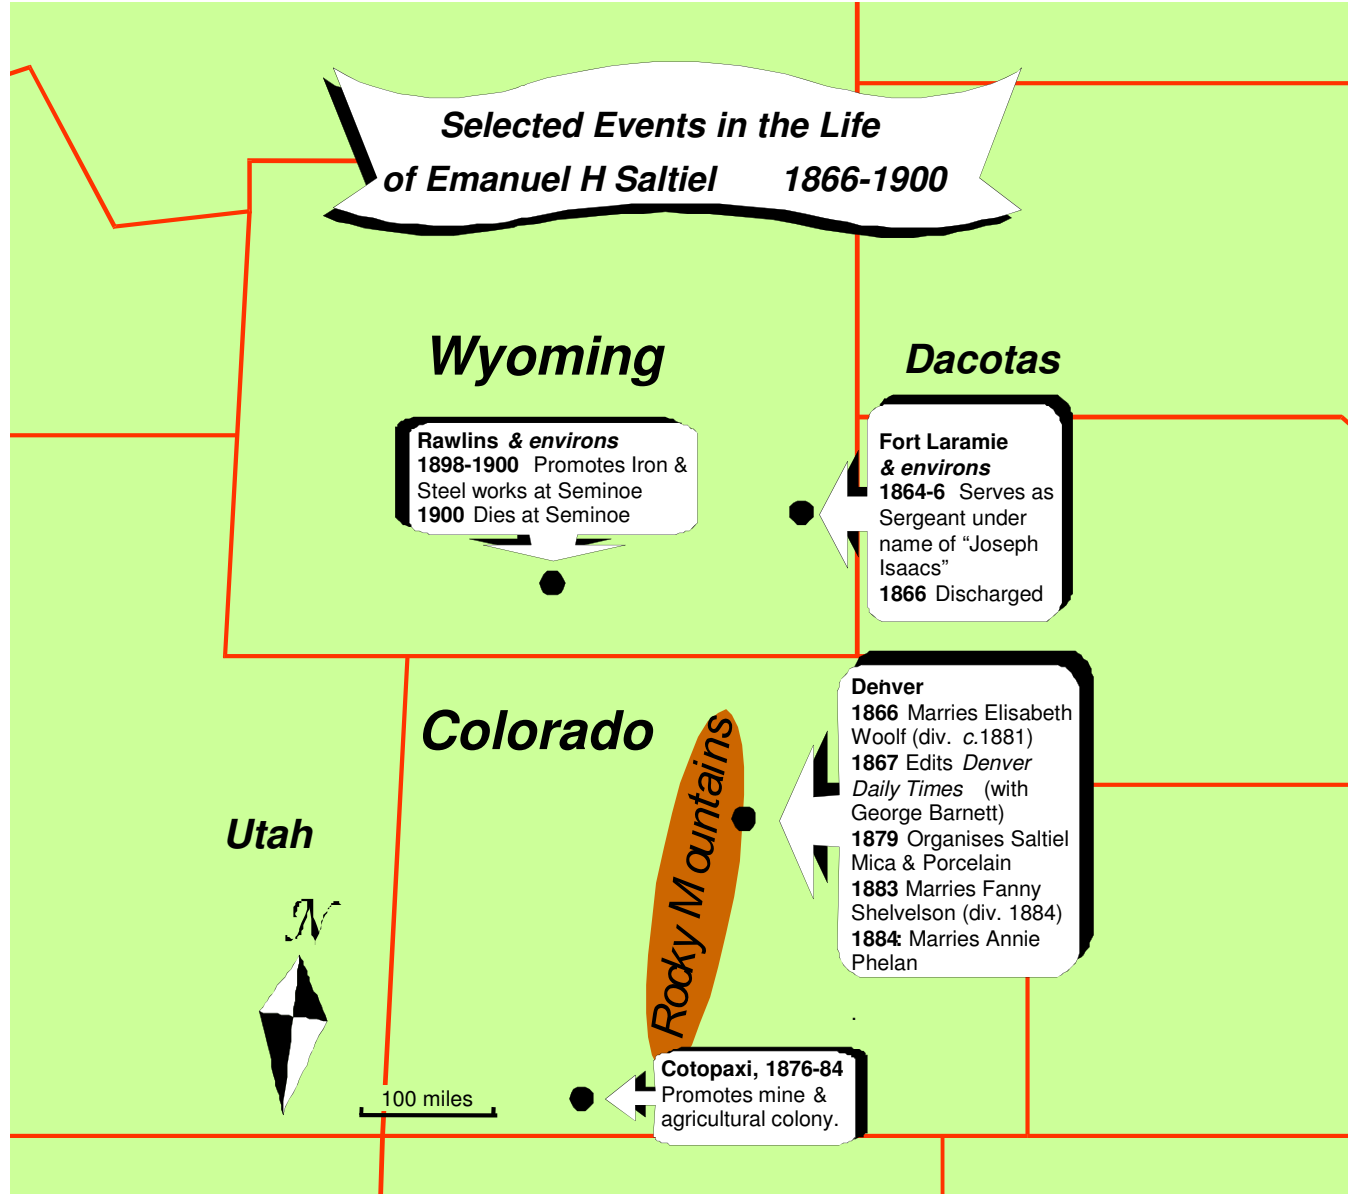 Selected Events in the Life
of Emanuel H Saltiel 1866-1900
Wyoming
Dacotas
Rawlins & environs
1898-1900 Promotes Iron &
Steel works at Seminoe
1900 Dies at Seminoe
Fort Laramie
& environs
1864-6 Serves as
Sergeant under
name of “Joseph
Isaacs”
1866 Discharged
Colorado
Utah
Rocky Mountains
Denver
1866 Marries Elisabeth
Woolf (div. c.1881)
1867 Edits Denver
Daily Times (with
George Barnett)
1879 Organises Saltiel
Mica & Porcelain
1883 Marries Fanny
Shelvelson (div. 1884)
1884: Marries Annie
Phelan
N
100 miles
Cotopaxi, 1876-84
Promotes mine &
agricultural colony.